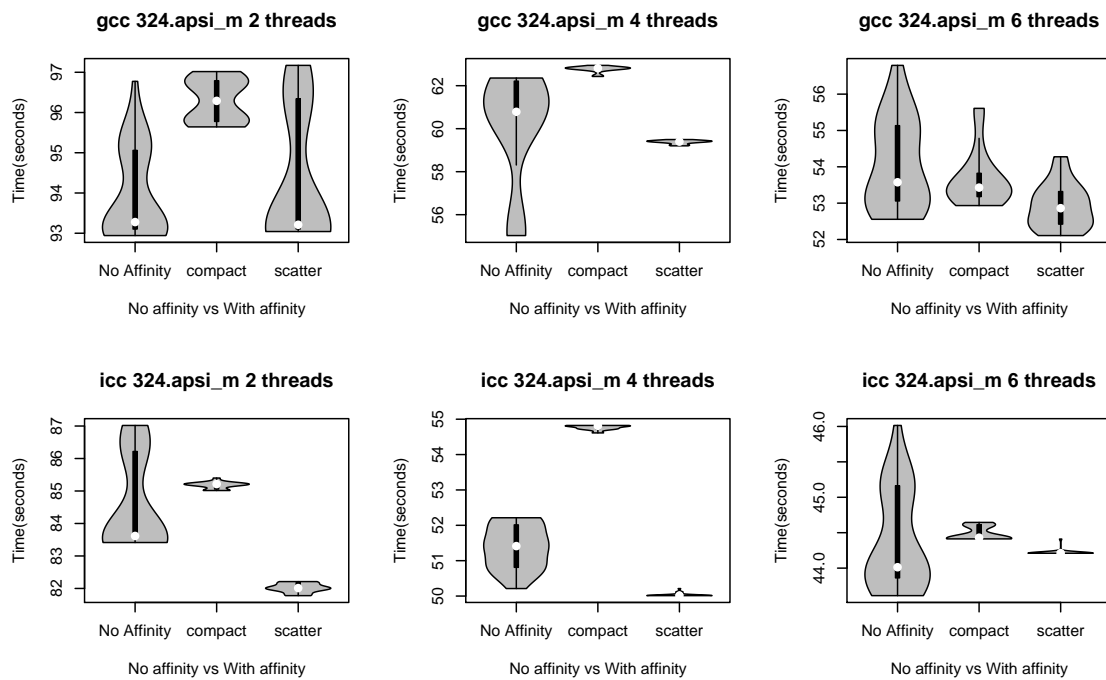 gcc 324.apsi_m 2 threads
Time(seconds)
97
96
95
94
93
No Affinity compact scatter
No affinity vs With affinity
gcc 324.apsi_m 4 threads
Time(seconds)
62
60
58
56
No Affinity compact scatter
No affinity vs With affinity
gcc 324.apsi_m 6 threads
Time(seconds)
56
55
54
53
52
No Affinity compact scatter
No affinity vs With affinity
icc 324.apsi_m 2 threads
Time(seconds)
87
86
85
84
83
82
No Affinity compact scatter
No affinity vs With affinity
icc 324.apsi_m 4 threads
Time(seconds)
55
54
53
52
51
50
No Affinity compact scatter
No affinity vs With affinity
icc 324.apsi_m 6 threads
Time(seconds)
46.0
45.0
44.0
No Affinity compact scatter
No affinity vs With affinity